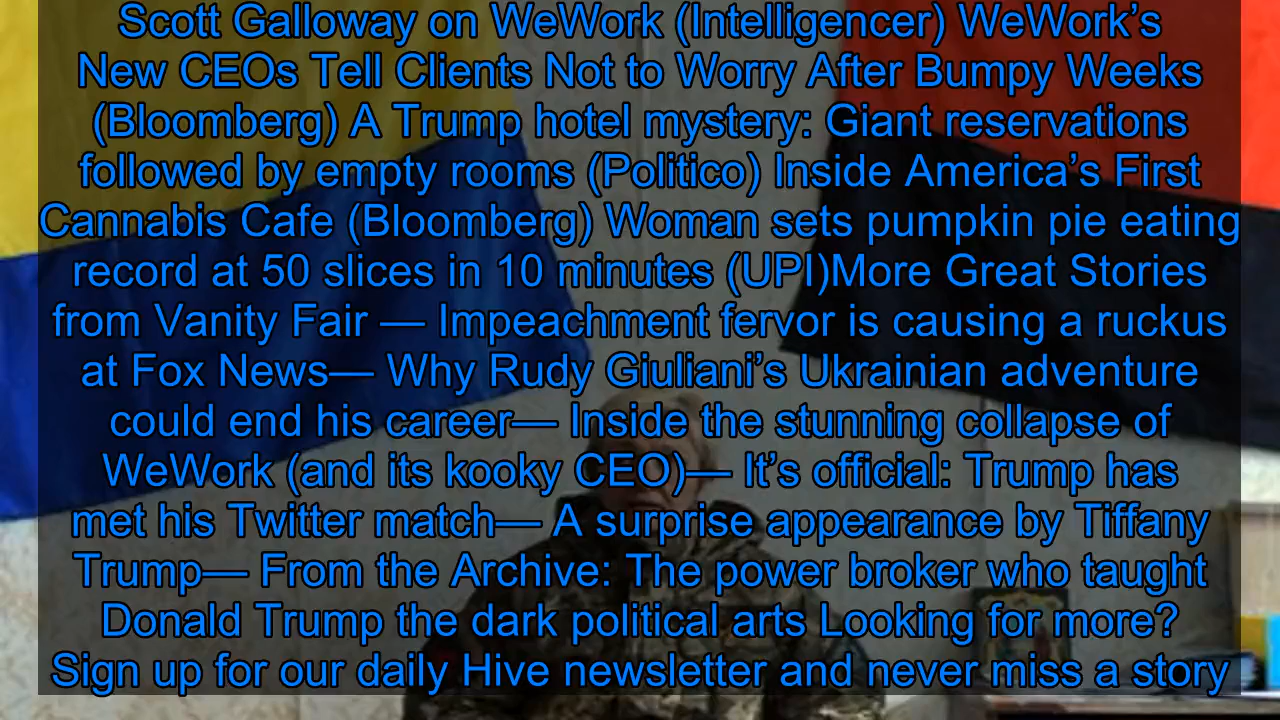 Scott Galloway on WeWork (Intelligencer) WeWork’s
New CEOs Tell Clients Not to Worry After Bumpy Weeks
(Bloomberg) A Trump hotel mystery: Giant reservations
followed by empty rooms (Politico) Inside America’s First
Cannabis Cafe (Bloomberg) Woman sets pumpkin pie eating
record at 50 slices in 10 minutes (UPI)More Great Stories
from Vanity Fair — Impeachment fervor is causing a ruckus
at Fox News— Why Rudy Giuliani’s Ukrainian adventure
could end his career— Inside the stunning collapse of
WeWork (and its kooky CEO)— It’s official: Trump has
met his Twitter match— A surprise appearance by Tiffany
Trump— From the Archive: The power broker who taught
Donald Trump the dark political arts Looking for more?
Sign up for our daily Hive newsletter and never miss a story